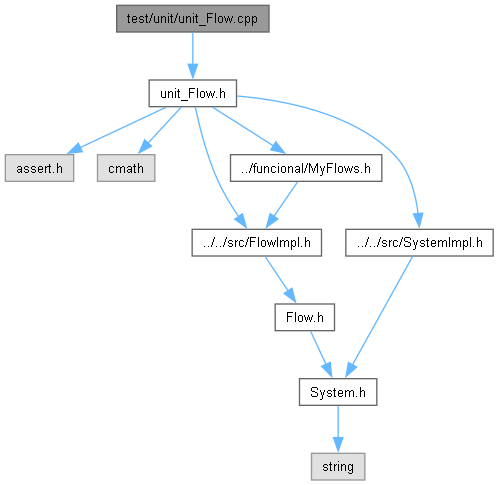 test/unit/unit_Flow.cpp
unit_Flow.h
assert.h
cmath
../funcional/MyFlows.h
../../src/FlowImpl.h
../../src/SystemImpl.h
Flow.h
System.h
string